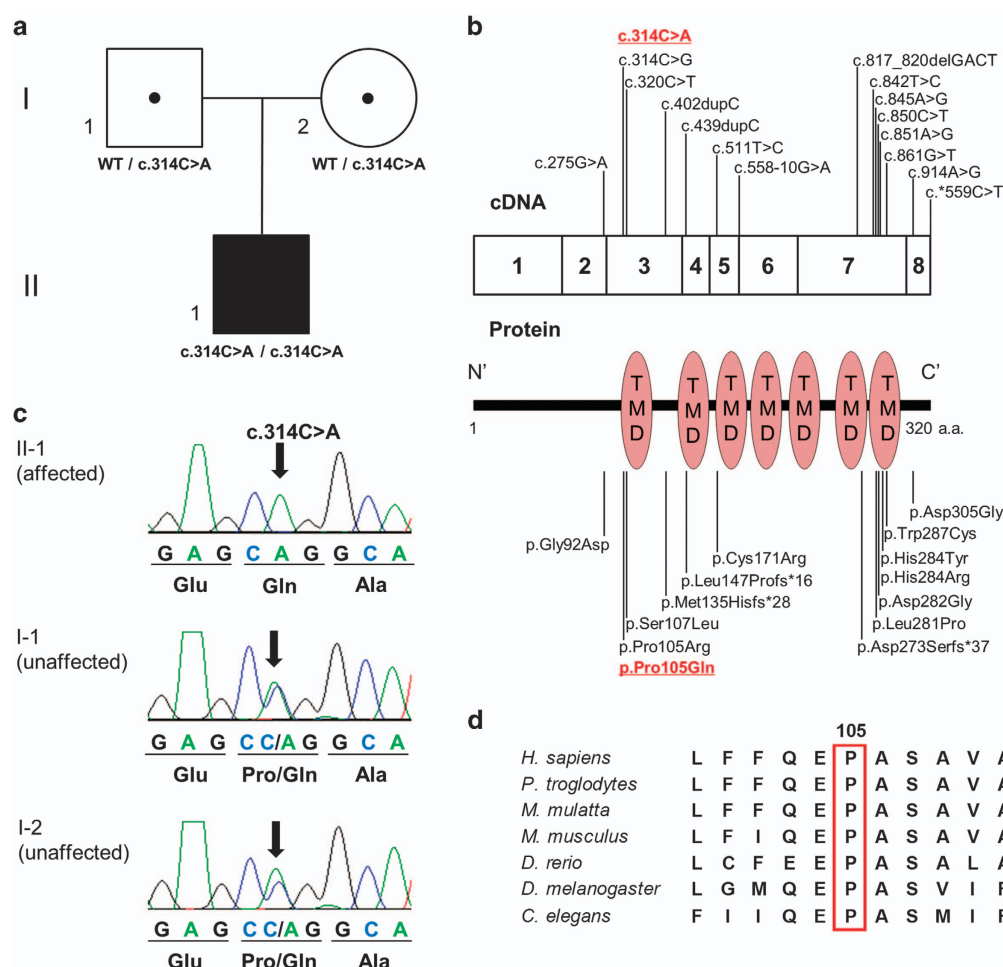 a
I
1
2
WT / c.314C>A
WT / c.314C>A
II
1
c.314C>A / c.314C>A
b
c.314C>A
c.314C>G
c.320C>T
c.402dupC
c.439dupC
c.511T>C
c.558-10G>A
c.275G>A
c.817_820delGACT
c.842T>C
c.845A>G
c.850C>T
c.851A>G
c.861G>T
c.914A>G
c.*559C>T
cDNA
1 2 3 4 5 6 7 8
Protein
N' C'
TMD TMD TMD TMD TMD TMD TMD
1 320 a.a.
p.Gly92Asp
p.Cys171Arg
p.Leu147Profs*16
p.Met135Hisfs*28
p.Ser107Leu
p.Pro105Arg
p.Pro105Gln
p.Asp305Gly
p.Trp287Cys
p.His284Tyr
p.His284Arg
p.Asp282Gly
p.Leu281Pro
p.Asp273Serfs*37
c
c.314C>A
II-1
(affected)
G A G C A G G C A
Glu Gln Ala
I-1
(unaffected)
G A G C C/A G G C A
Glu Pro/Gln Ala
I-2
(unaffected)
G A G C C/A G G C A
Glu Pro/Gln Ala
d
105
H. sapiens L F F Q E P A S A V A
P. troglodytes L F F Q E P A S A V A
M. mulatta L F F Q E P A S A V A
M. musculus L F I Q E P A S A V A
D. rerio L C F E E P A S A L A
D. melanogaster L G M Q E P A S V I F
C. elegans F I I Q E P A S M I F